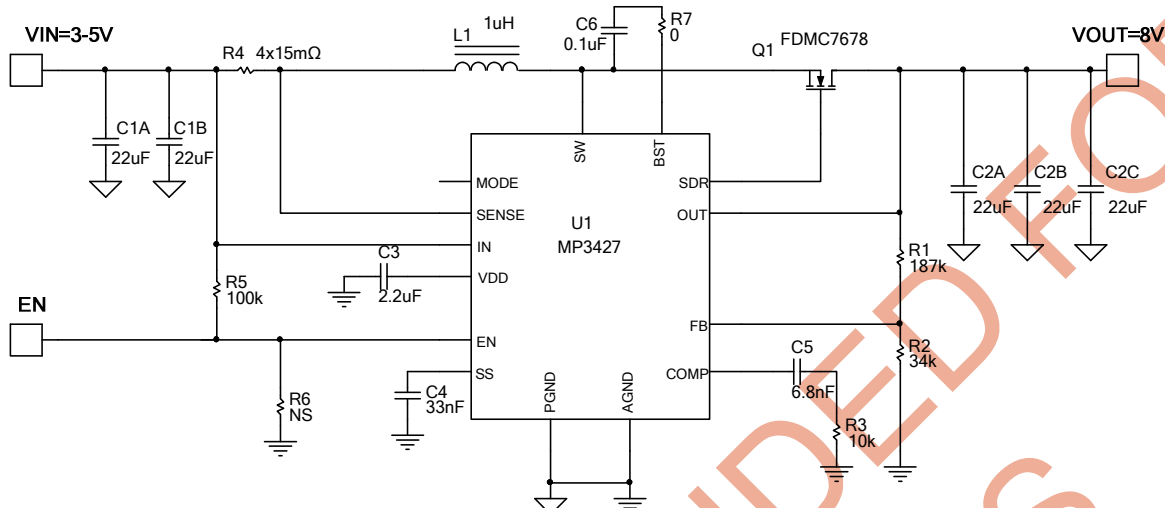 VIN=3-5V
R4 4x15mΩ
L1
1uH
C6
0.1uF
R7
0
Q1
FDMC7678
VOUT=8V
C1A
22uF
C1B
22uF
SW
BST
MODE
SENSE
IN
VDD
EN
SS
SDR
OUT
FB
COMP
PGND
AGND
U1
MP3427
C2A
22uF
C2B
22uF
C2C
22uF
C3
2.2uF
R5
100k
EN
R6
NS
C4
33nF
R1
187k
R2
34k
C5
6.8nF
R3
10k
NDED FO
S